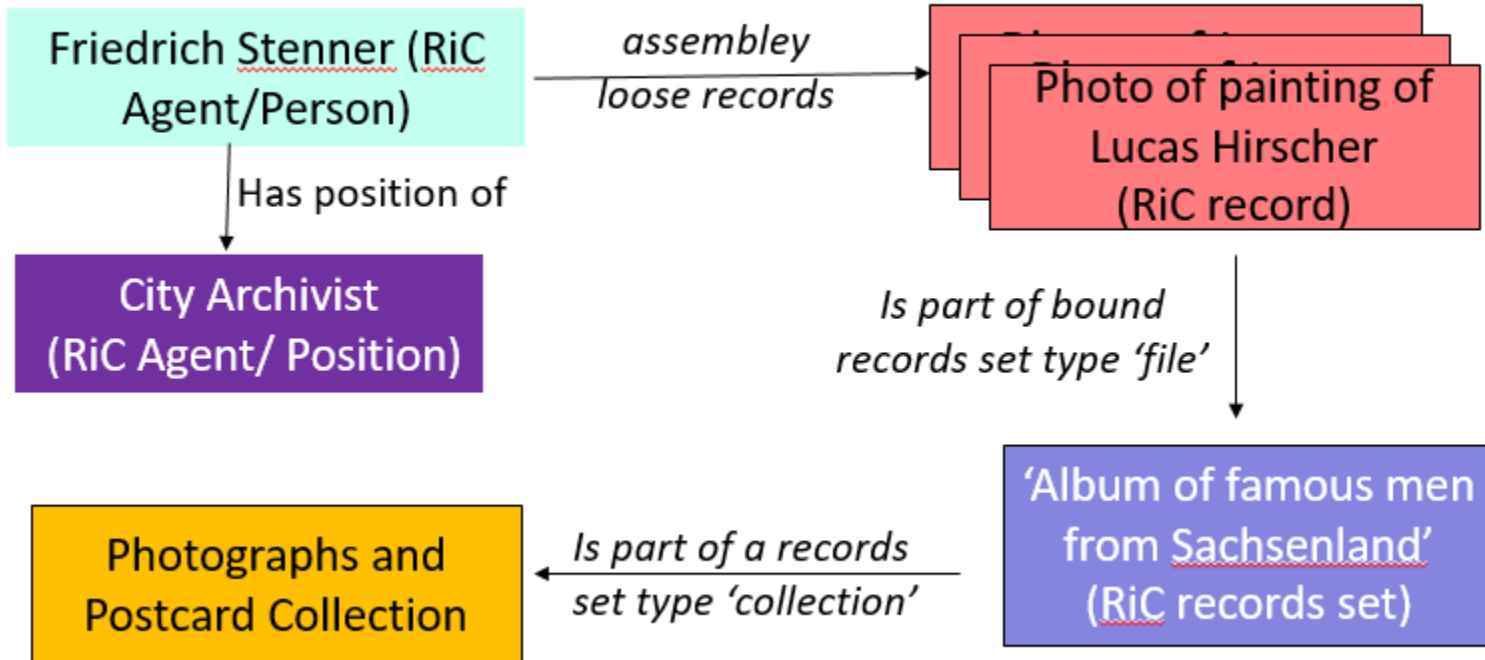 Friedrich Stenner (RiC
Agent/Person)
assembley
loose records
Photo of painting of
Lucas Hirscher
(RiC record)
Has position of
City Archivist
(RiC Agent/ Position)
Is part of bound
records set type ‘file’
‘Album of famous men
from Sachsenland’
(RiC records set)
Is part of a records
set type ‘collection’
Photographs and
Postcard Collection